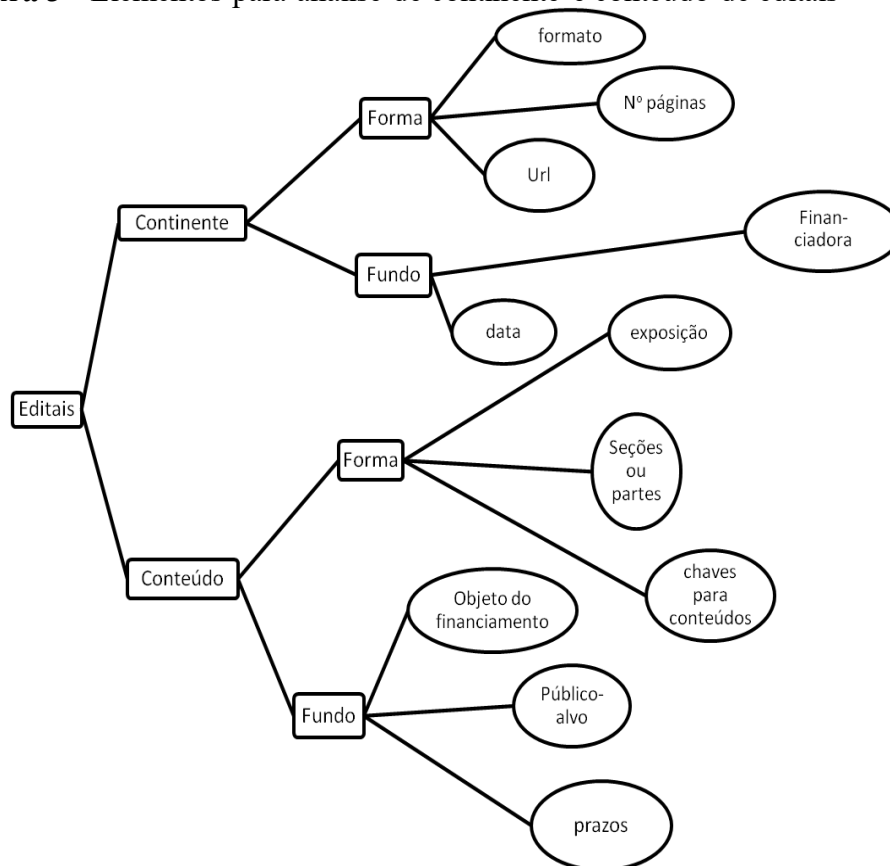 Elementos para análise do continente e conteúdo de editais
formato
Forma
Nº páginas
Url
Continente
Finan-
ciadora
Fundo
data
exposição
Editais
Forma
Seções
ou
partes
Conteúdo
chaves
para
conteúdos
Objeto do
financiamento
Público-
alvo
Fundo
prazos